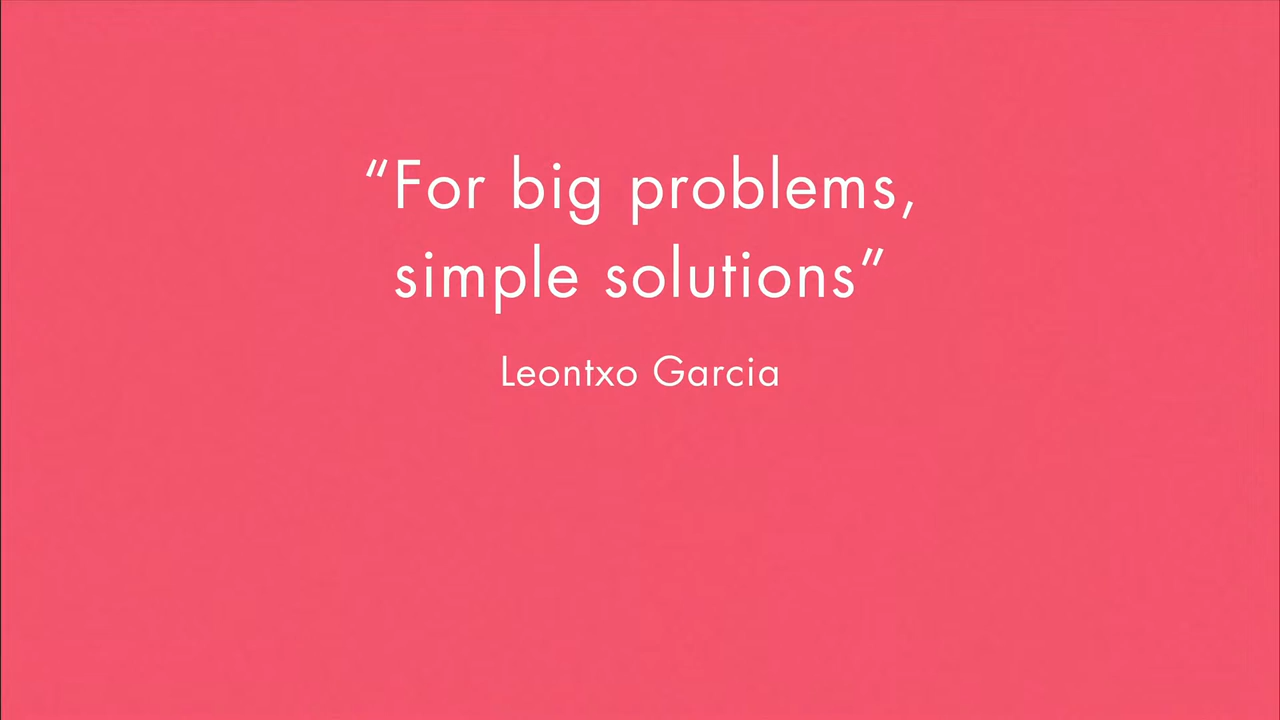 “For big problems,
simple solutions”
Leontxo Garcia